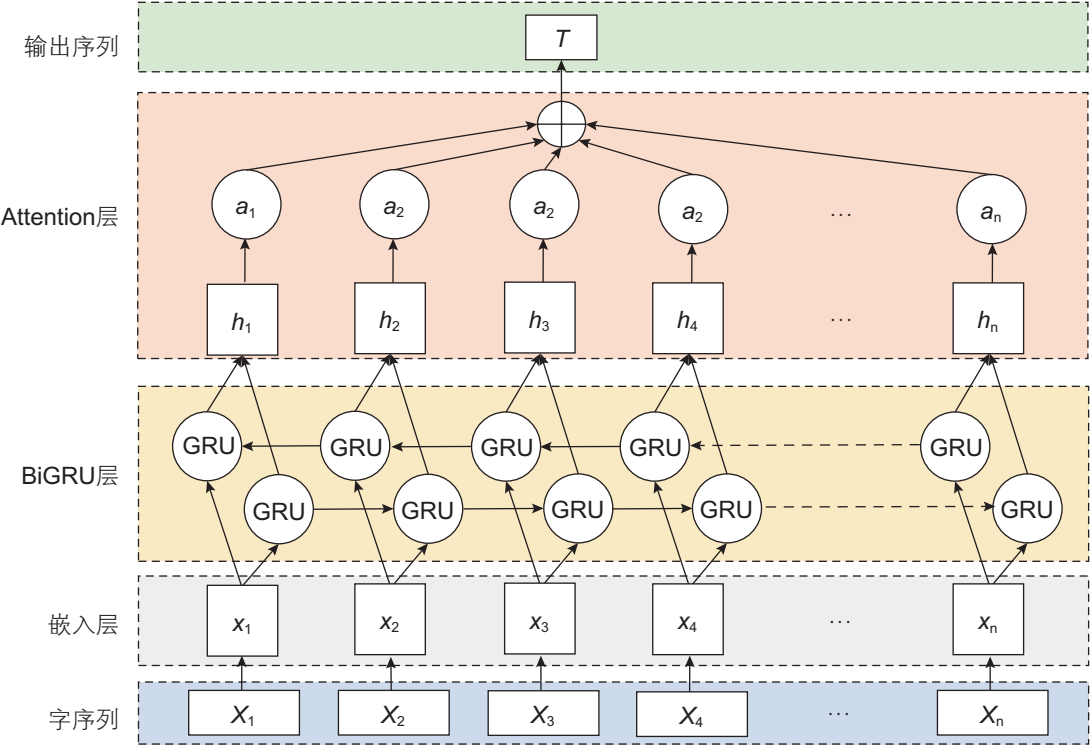 输出序列
T
Attention层
a1 a2 a2 a2 ... an
h1 h2 h3 h4 ... hn
BiGRU层
GRU GRU GRU GRU GRU
GRU GRU GRU GRU GRU
嵌入层
x1 x2 x3 x4 ... xn
字序列
X1 X2 X3 X4 ... Xn